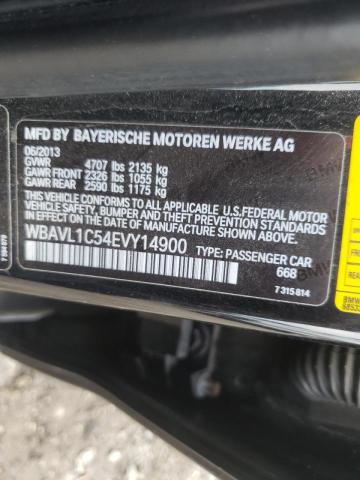 MFD BY BAYERISCHE MOTOREN WERKE AG
06/2013
GVWR 4707 lbs 2135 kg
GAWR FRONT 2326 lbs 1055 kg
GAWR REAR 2590 lbs 1175 kg
THIS VEHICLE CONFORMS TO ALL APPLICABLE U.S.FEDERAL MOTOR
VEHICLE SAFETY, BUMPER, AND THEFT PREVENTION STANDARDS
IN EFFECT ON THE DATE OF MANUFACTURE SHOWN ABOVE.
WBAVL1C54EVY14900 TYPE: PASSENGER CAR
668
7 315 814
BMW